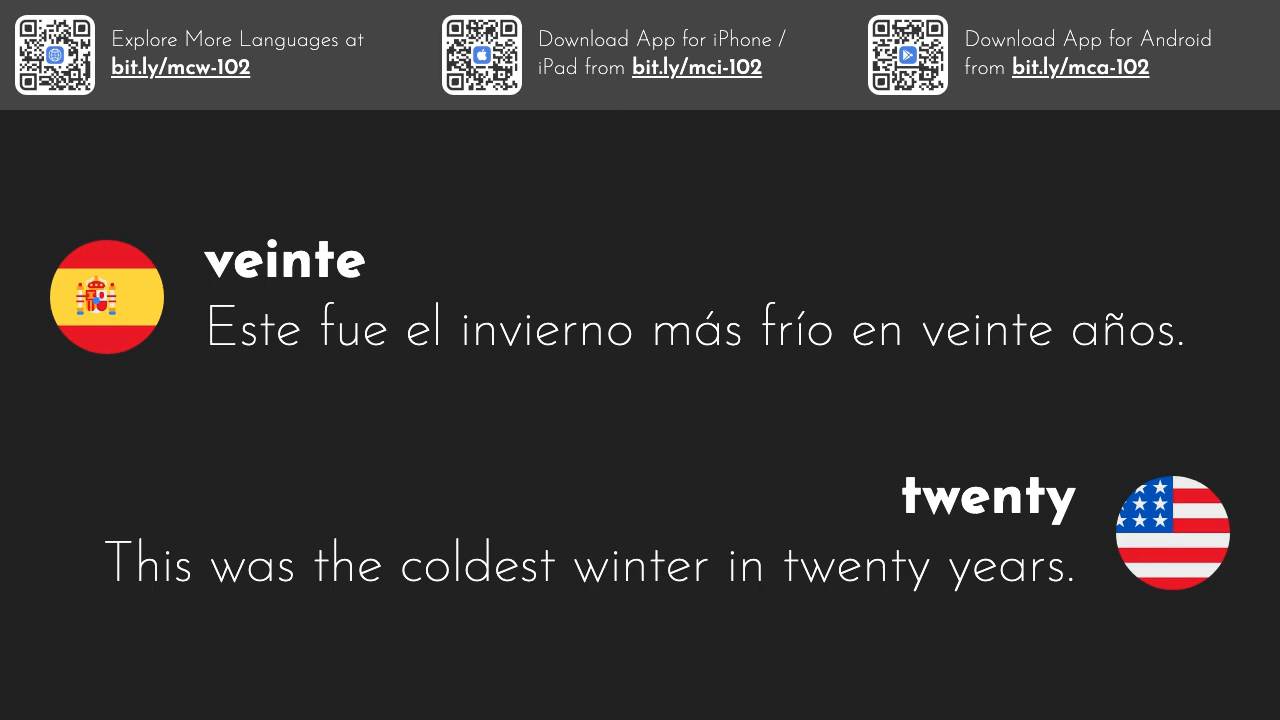 Explore More Languages at
bit.ly/mcw-102
Download App for iPhone /
iPad from bit.ly/mci-102
Download App for Android
from bit.ly/mca-102
veinte
Este fue el invierno más frío en veinte años.
twenty
This was the coldest winter in twenty years.